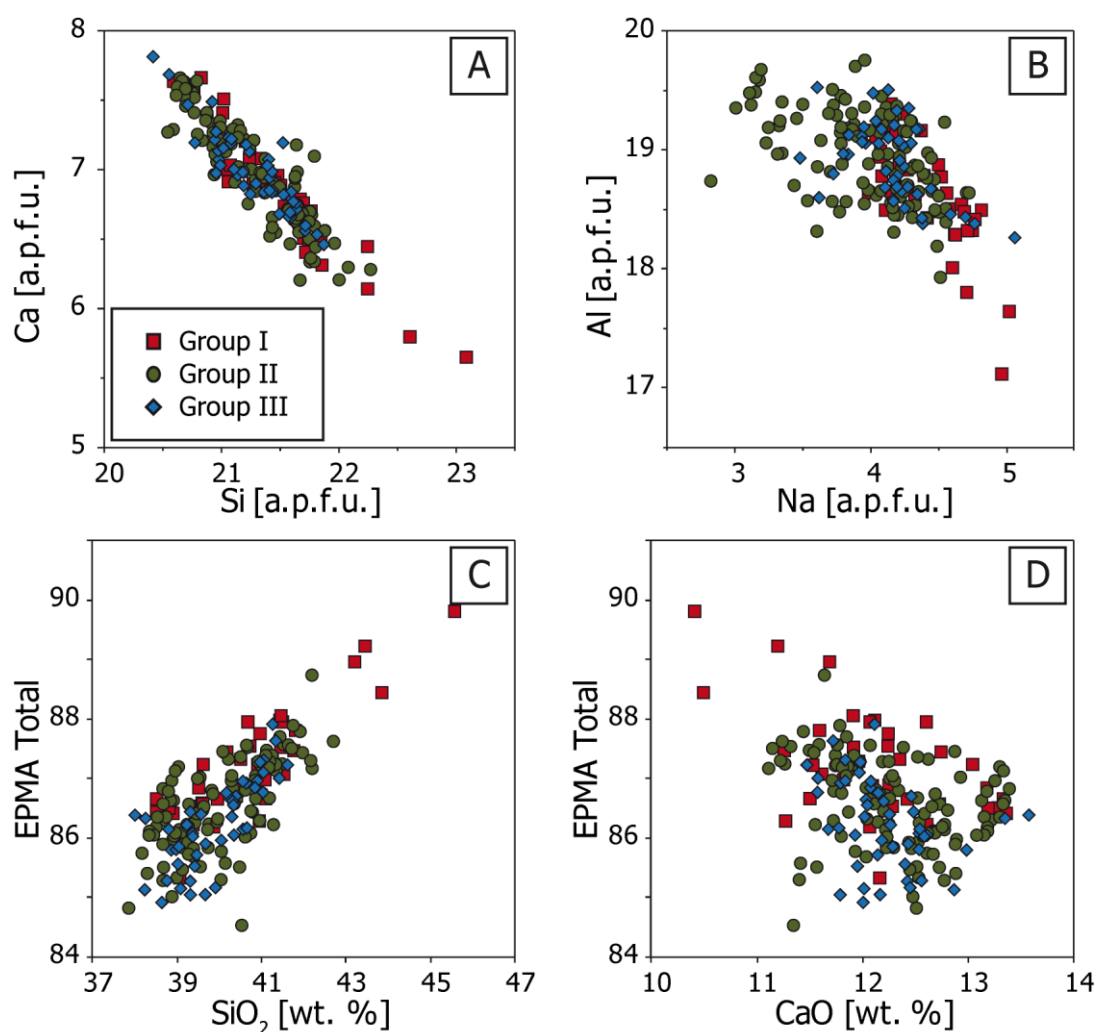 8
7
6
5
Ca [a.p.f.u.]
A
Group I
Group II
Group III
20
21
22
23
Si [a.p.f.u.]
20
19
18
17
Al [a.p.f.u.]
B
3
4
5
Na [a.p.f.u.]
90
88
86
84
EPMA Total
C
37
39
41
43
45
47
SiO₂ [wt. %]
90
88
86
84
EPMA Total
D
10
11
12
13
14
CaO [wt. %]